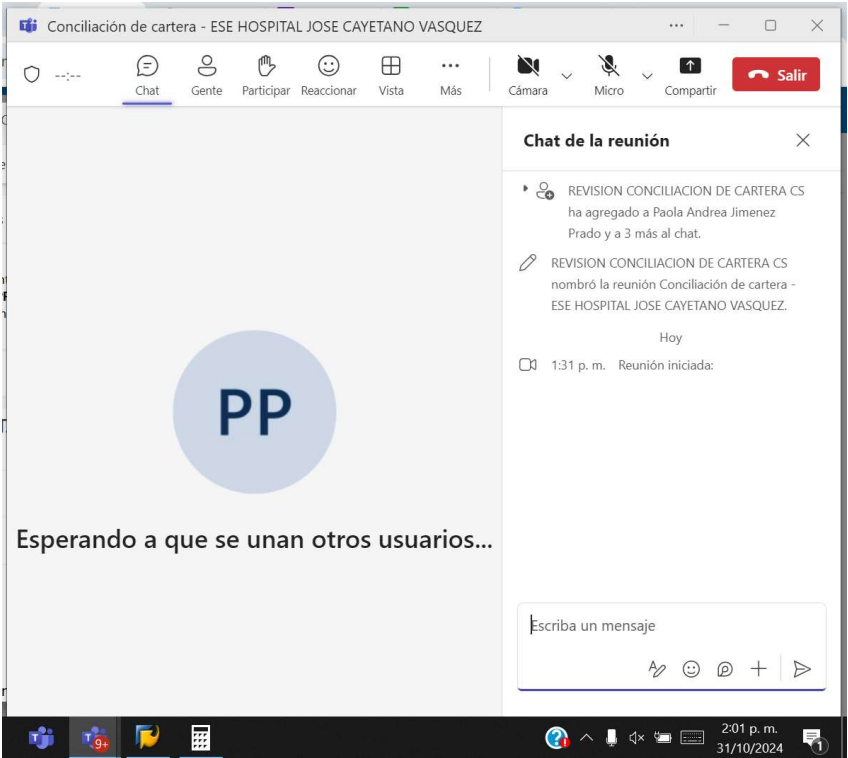 Conciliación de cartera - ESE HOSPITAL JOSE CAYETANO VASQUEZ
--:--
Chat
Gente
Participar
Reaccionar
Vista
Más
Cámara
Micro
Compartir
Salir
Chat de la reunión
REVISION CONCILIACION DE CARTERA CS
ha agregado a Paola Andrea Jimenez
Prado y a 3 más al chat.
REVISION CONCILIACION DE CARTERA CS
nombró la reunión Conciliación de cartera -
ESE HOSPITAL JOSE CAYETANO VASQUEZ.
Hoy
1:31 p. m. Reunión iniciada:
PP
Esperando a que se unan otros usuarios...
Escriba un mensaje
9+
2:01 p. m.
31/10/2024
1